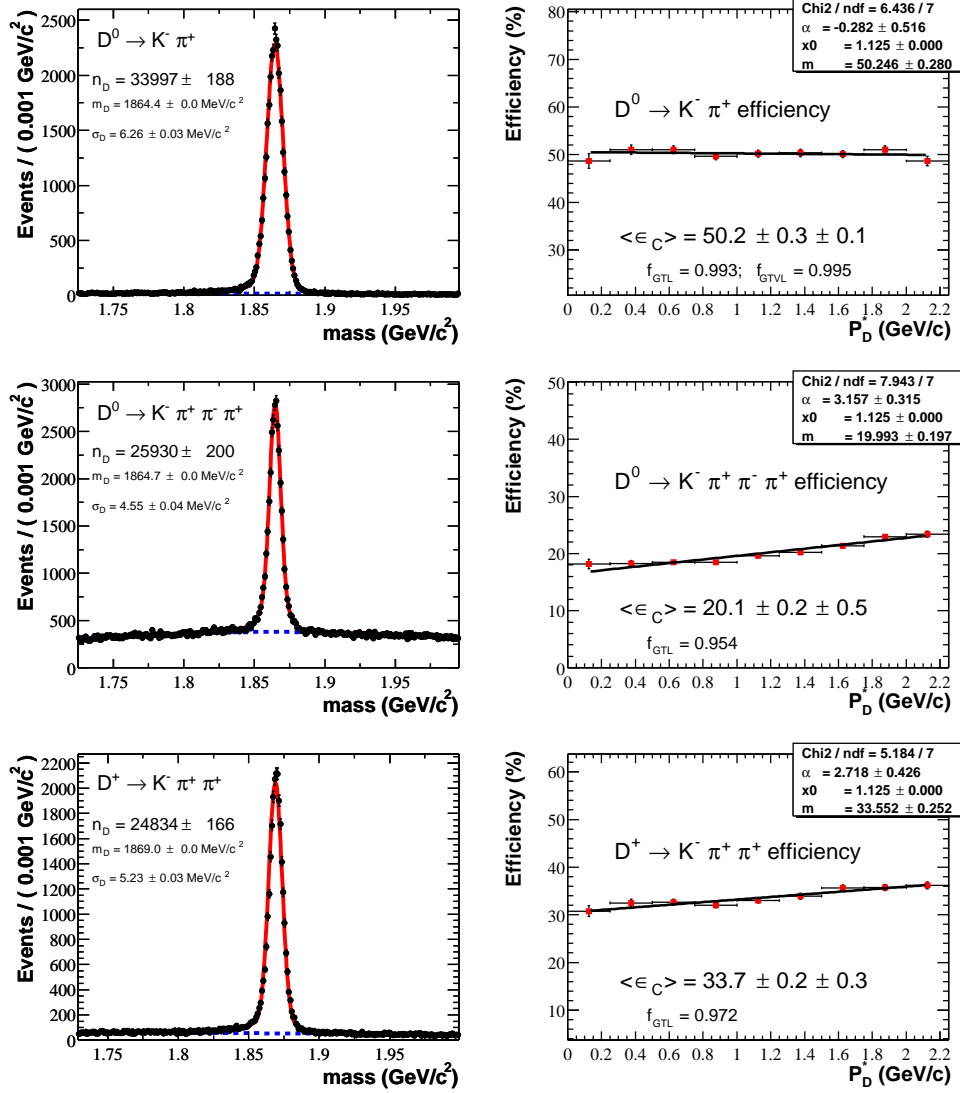 Events / ( 0.001 GeV/c²)
D⁰ → K⁻ π⁺
n_D = 33997 ± 188
m_D = 1864.4 ± 0.0 MeV/c²
σ_D = 6.26 ± 0.03 MeV/c²
2500
2000
1500
1000
500
0
1.75 1.8 1.85 1.9 1.95
mass (GeV/c²)
Efficiency (%)
Chi2 / ndf = 6.436 / 7
α = -0.282 ± 0.516
x0 = 1.125 ± 0.000
m = 50.246 ± 0.280
D⁰ → K⁻ π⁺ efficiency
<ϵ_C> = 50.2 ± 0.3 ± 0.1
f_GTL = 0.993; f_GTVL = 0.995
80
70
60
50
40
30
0 0.2 0.4 0.6 0.8 1 1.2 1.4 1.6 1.8 2 2.2
P*_D (GeV/c)
Events / ( 0.001 GeV/c²)
D⁰ → K⁻ π⁺ π⁻ π⁺
n_D = 25930 ± 200
m_D = 1864.7 ± 0.0 MeV/c²
σ_D = 4.55 ± 0.04 MeV/c²
3000
2500
2000
1500
1000
500
0
1.75 1.8 1.85 1.9 1.95
mass (GeV/c²)
Efficiency (%)
Chi2 / ndf = 7.943 / 7
α = 3.157 ± 0.315
x0 = 1.125 ± 0.000
m = 19.993 ± 0.197
D⁰ → K⁻ π⁺ π⁻ π⁺ efficiency
<ϵ_C> = 20.1 ± 0.2 ± 0.5
f_GTL = 0.954
50
40
30
20
10
0
0 0.2 0.4 0.6 0.8 1 1.2 1.4 1.6 1.8 2 2.2
P*_D (GeV/c)
Events / ( 0.001 GeV/c²)
D⁺ → K⁻ π⁺ π⁺
n_D = 24834 ± 166
m_D = 1869.0 ± 0.0 MeV/c²
σ_D = 5.23 ± 0.03 MeV/c²
2200
2000
1800
1600
1400
1200
1000
800
600
400
200
0
1.75 1.8 1.85 1.9 1.95
mass (GeV/c²)
Efficiency (%)
Chi2 / ndf = 5.184 / 7
α = 2.718 ± 0.426
x0 = 1.125 ± 0.000
m = 33.552 ± 0.252
D⁺ → K⁻ π⁺ π⁺ efficiency
<ϵ_C> = 33.7 ± 0.2 ± 0.3
f_GTL = 0.972
60
50
40
30
20
10
0 0.2 0.4 0.6 0.8 1 1.2 1.4 1.6 1.8 2 2.2
P*_D (GeV/c)